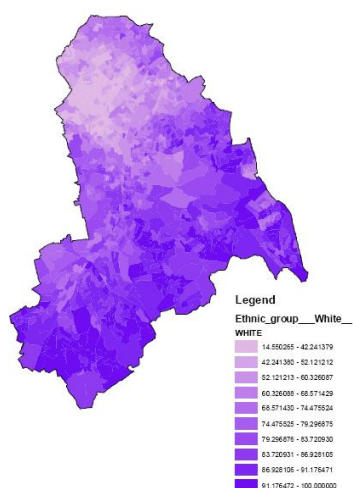 Legend
Ethnic_group___White__
WHITE
14.550265 - 42.241379
42.241380 - 52.121212
52.121213 - 60.326087
60.326088 - 68.571429
68.571430 - 74.475524
74.475525 - 79.296875
79.296876 - 83.720930
83.720931 - 86.928105
86.928106 - 91.176471
91.176472 - 100.000000